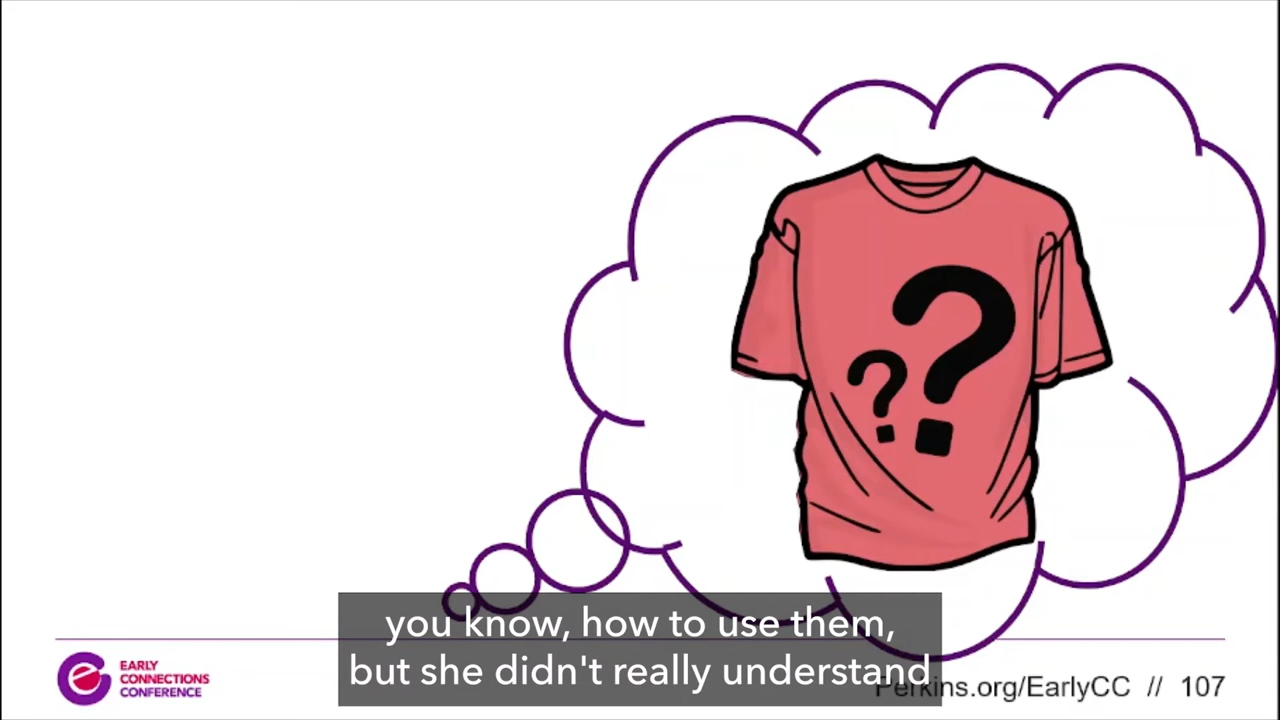 ? ?
you know, how to use them,
but she didn't really understand
EARLY
CONNECTIONS
CONFERENCE
Perkins.org/EarlyCC // 107